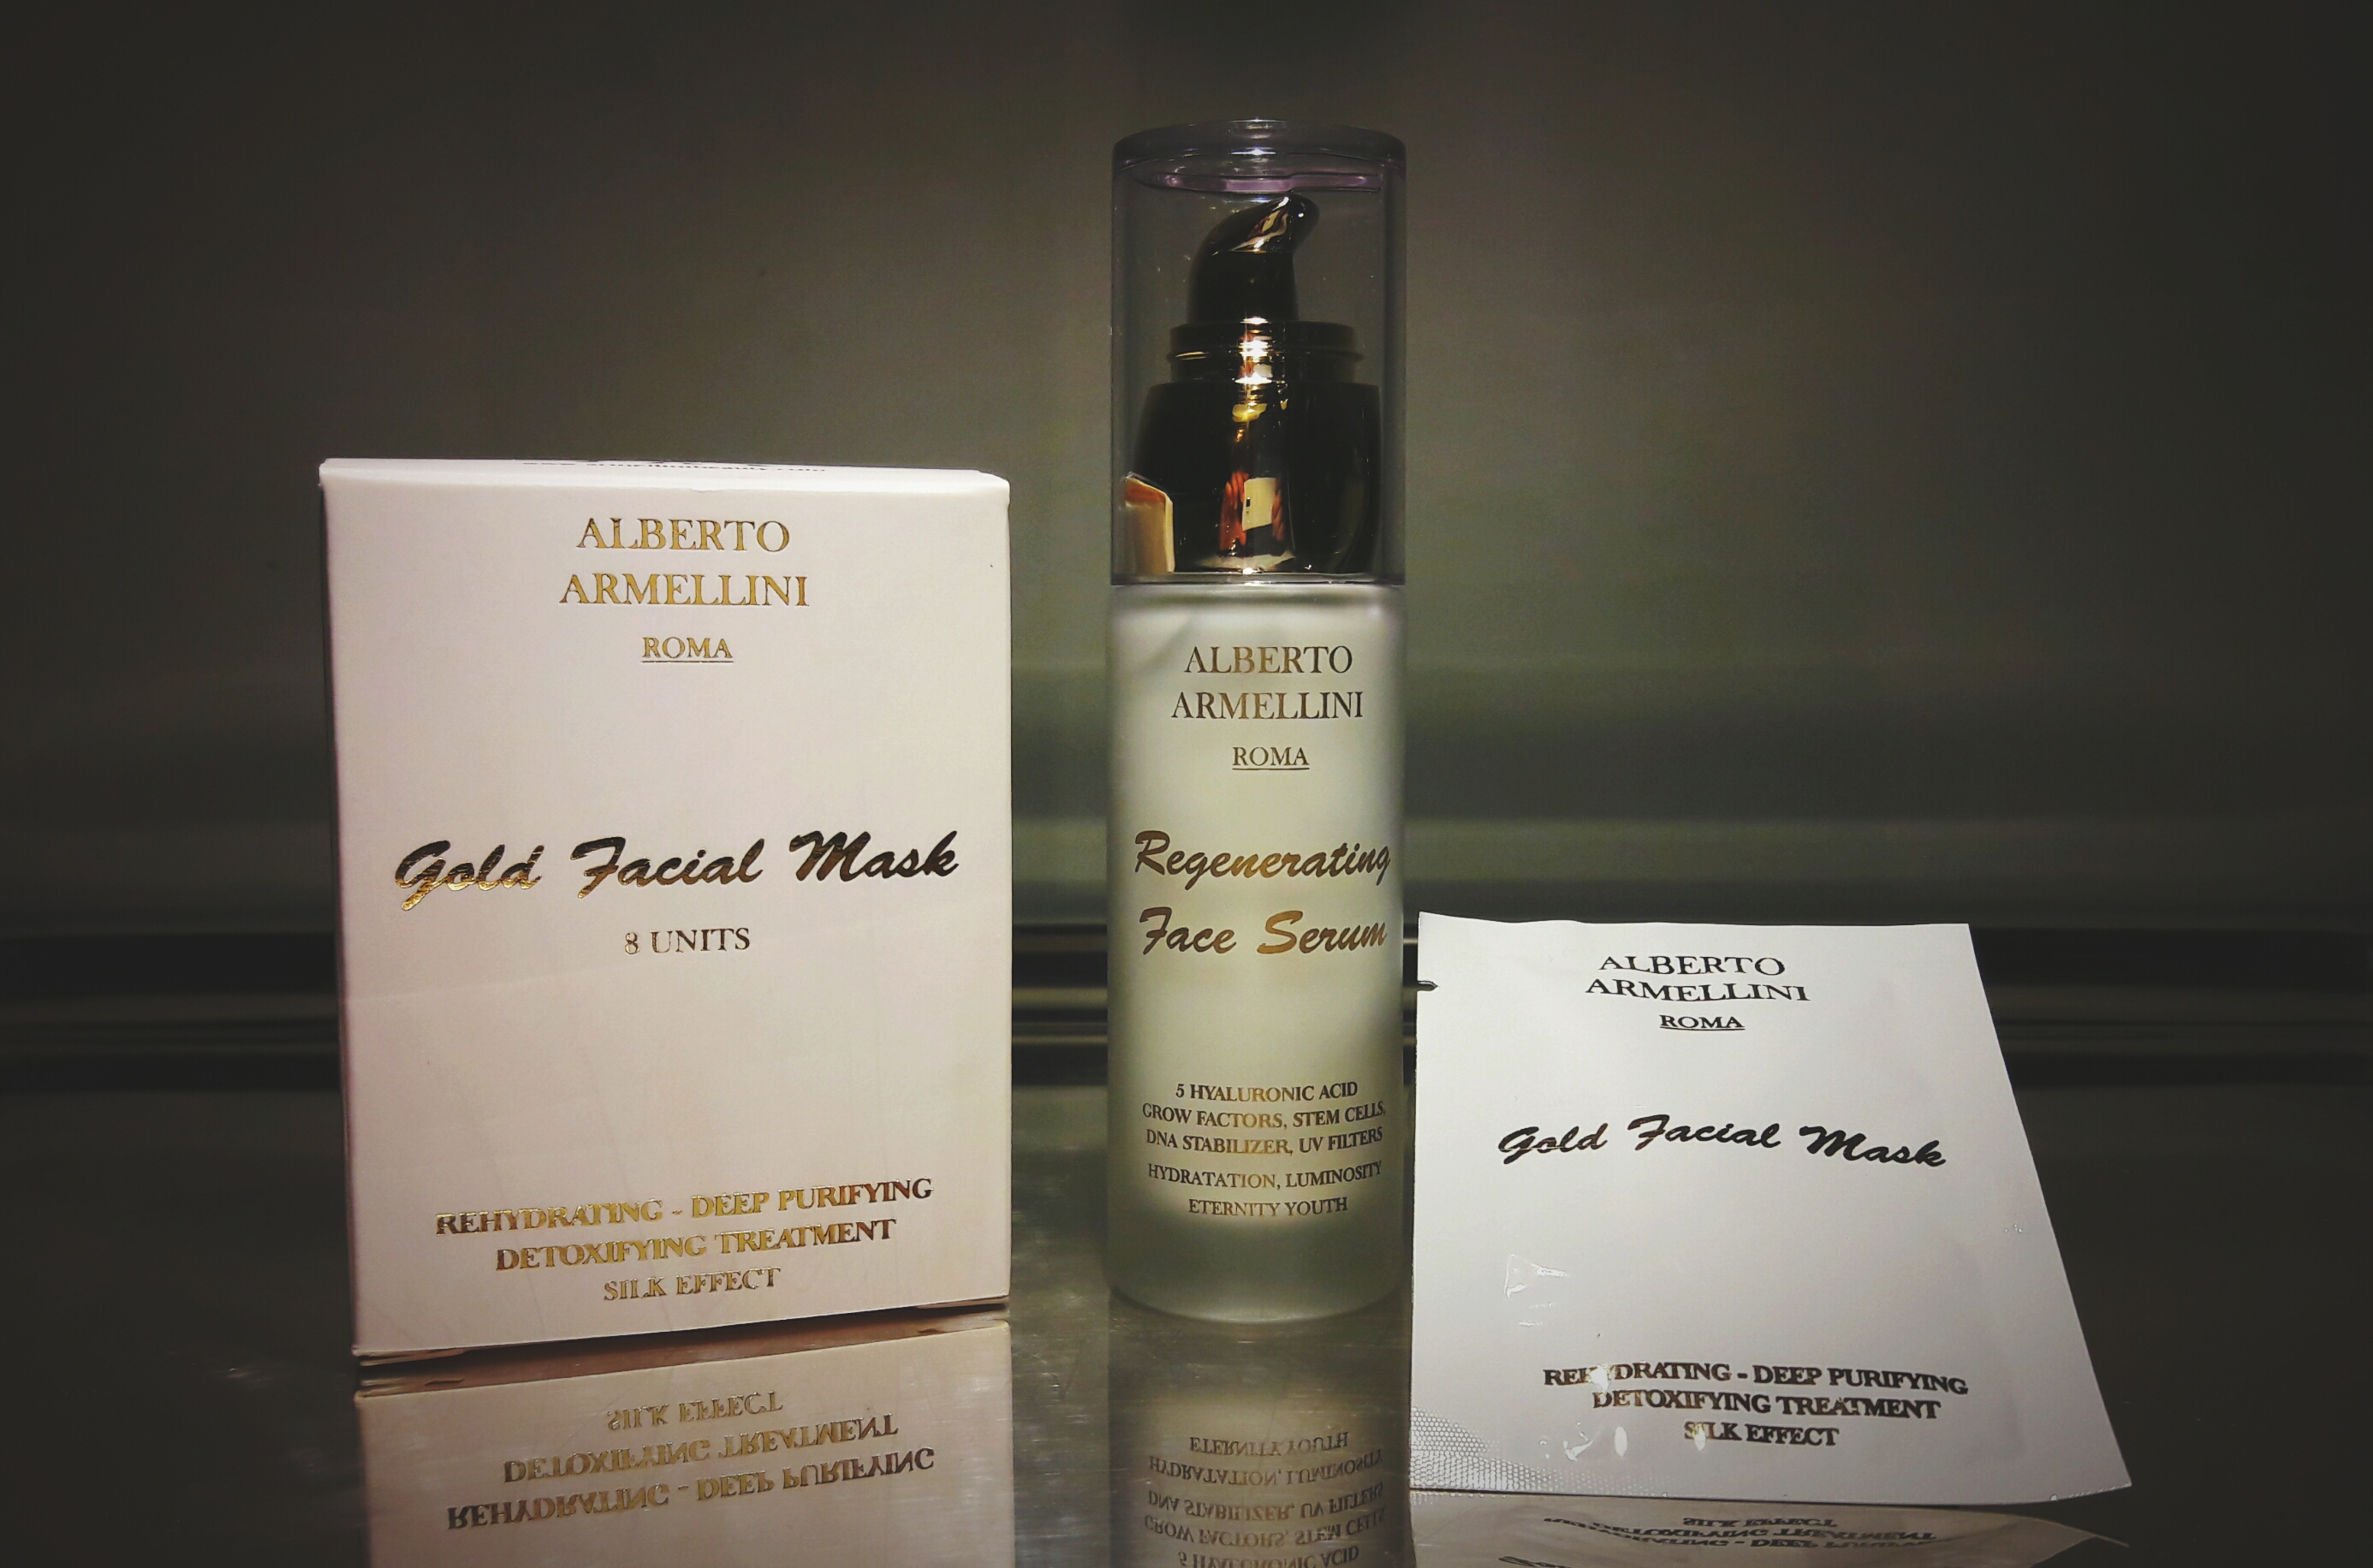 ALBERTO
ARMELLINI
ROMA
Gold Facial Mask
8 UNITS
REHYDRATING - DEEP PURIFYING
DETOXIFYING TREATMENT
SILK EFFECT
ALBERTO
ARMELLINI
ROMA
Regenerating
Face Serum
5 HYALURONIC ACID
GROW FACTORS, STEM CELLS,
DNA STABILIZER, UV FILTERS
HYDRATATION, LUMINOSITY
ETERNITY YOUTH
ALBERTO
ARMELLINI
ROMA
Gold Facial Mask
REHYDRATING - DEEP PURIFYING
DETOXIFYING TREATMENT
SILK EFFECT